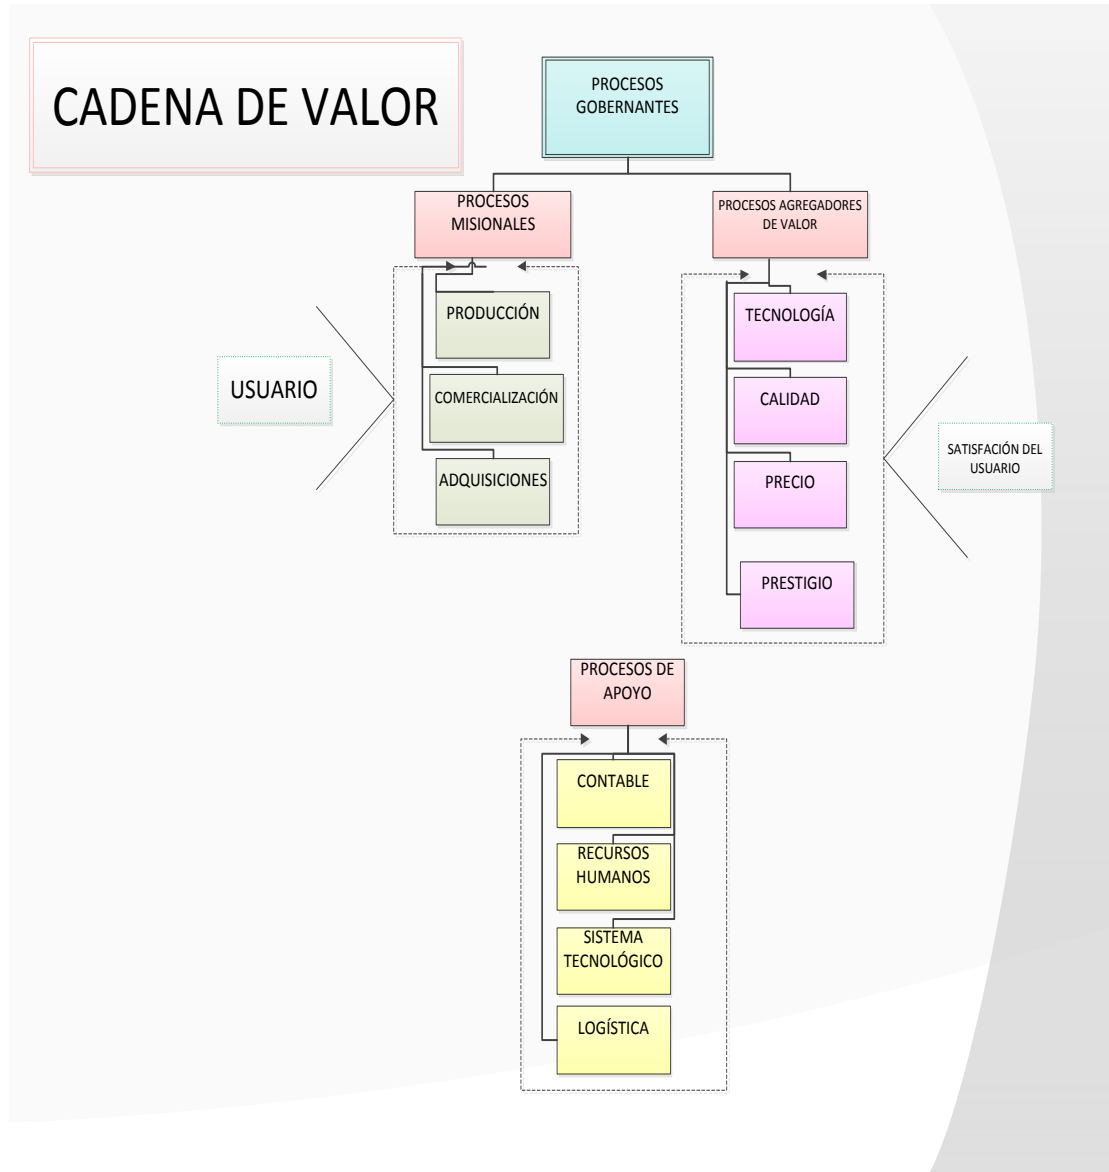 CADENA DE VALOR
PROCESOS
GOBERNANTES
PROCESOS
MISIONALES
PROCESOS AGREGADORES
DE VALOR
PRODUCCIÓN
COMERCIALIZACIÓN
ADQUISICIONES
USUARIO
TECNOLOGÍA
CALIDAD
PRECIO
PRESTIGIO
SATISFACIÓN DEL
USUARIO
PROCESOS DE
APOYO
CONTABLE
RECURSOS
HUMANOS
SISTEMA
TECNOLÓGICO
LOGÍSTICA